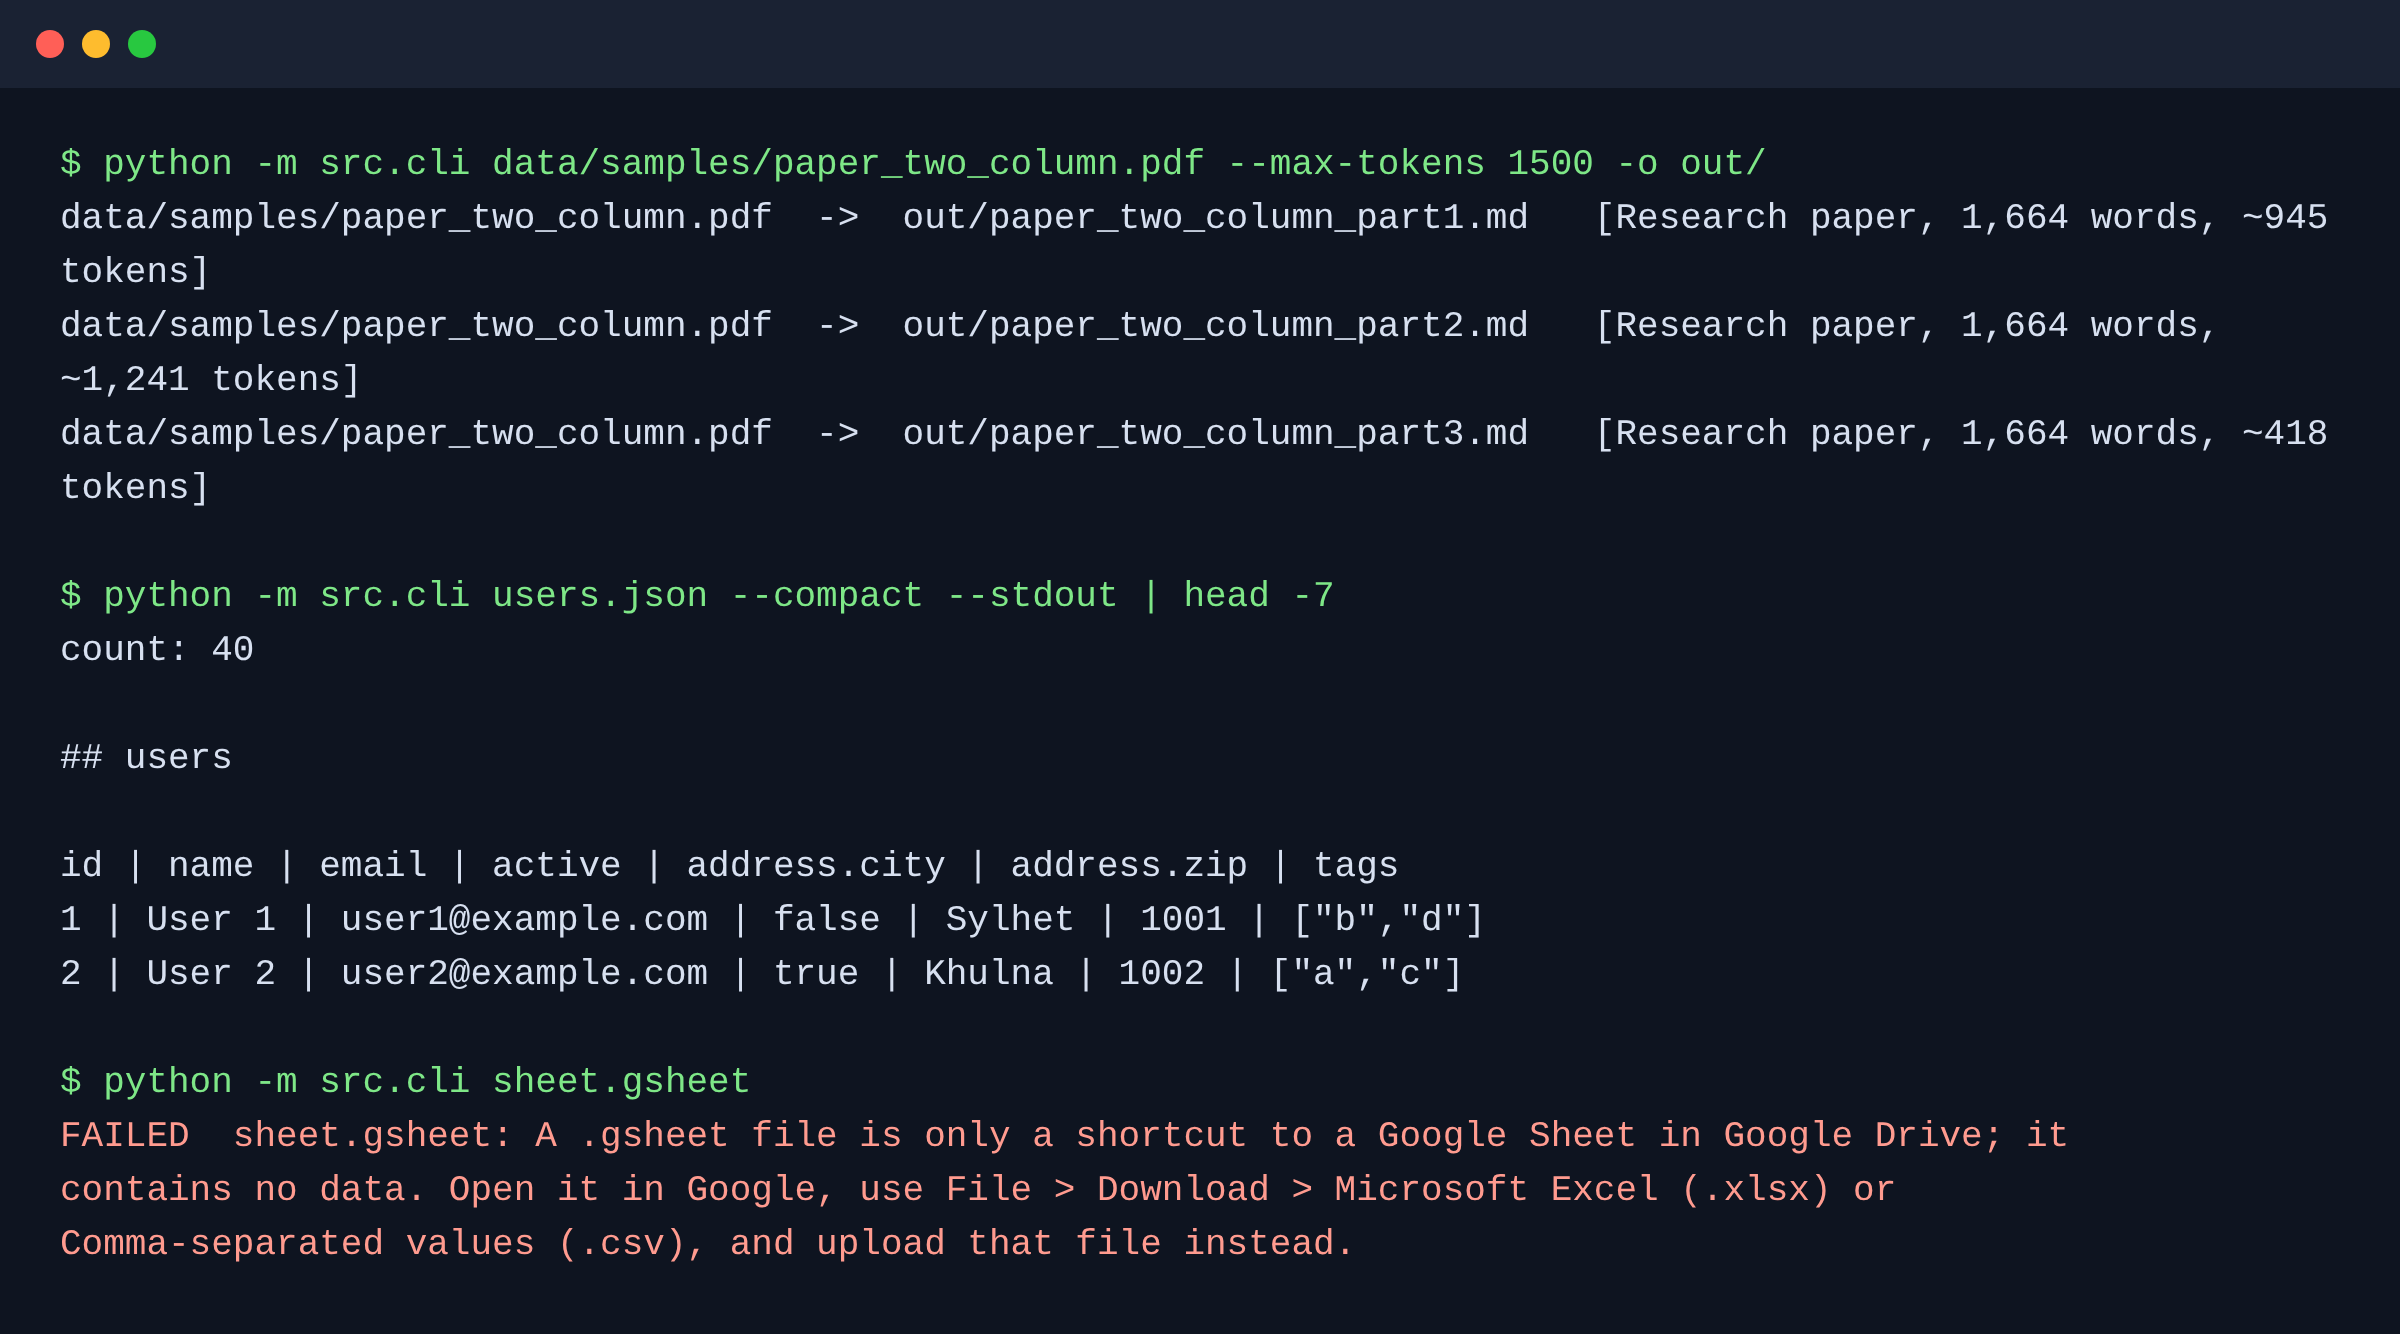 $ python -m src.cli data/samples/paper_two_column.pdf --max-tokens 1500 -o out/
data/samples/paper_two_column.pdf  ->  out/paper_two_column_part1.md   [Research paper, 1,664 words, ~945
tokens]
data/samples/paper_two_column.pdf  ->  out/paper_two_column_part2.md   [Research paper, 1,664 words,
~1,241 tokens]
data/samples/paper_two_column.pdf  ->  out/paper_two_column_part3.md   [Research paper, 1,664 words, ~418
tokens]
$ python -m src.cli users.json --compact --stdout | head -7
count: 40
## users
id | name | email | active | address.city | address.zip | tags
1 | User 1 | user1@example.com | false | Sylhet | 1001 | ["b","d"]
2 | User 2 | user2@example.com | true | Khulna | 1002 | ["a","c"]
$ python -m src.cli sheet.gsheet
FAILED  sheet.gsheet: A .gsheet file is only a shortcut to a Google Sheet in Google Drive; it
contains no data. Open it in Google, use File > Download > Microsoft Excel (.xlsx) or
Comma-separated values (.csv), and upload that file instead.